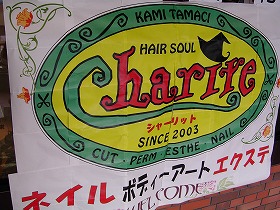 KAMI TAMACI
HAIR SOUL
Charite
シャーリット
SINCE 2003
CUT・PERM・ESTHE・NAIL
ネイル ボディーアート エクステ
WELCOME